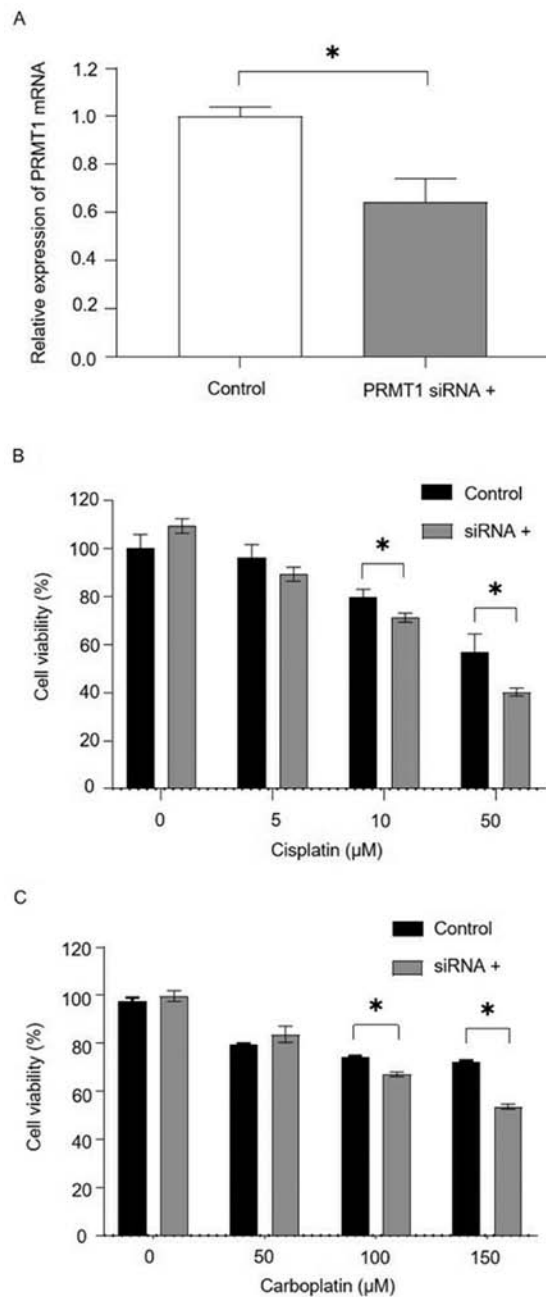 A
*
Relative expression of PRMT1 mRNA
1.2
1.0
0.8
0.6
0.4
0.2
0.0
Control
PRMT1 siRNA +
B
Control
siRNA +
Cell viability (%)
120
100
80
60
40
20
0
*
*
0
5
10
50
Cisplatin (µM)
C
Control
siRNA +
Cell viability (%)
120
100
80
60
40
20
0
*
*
0
50
100
150
Carboplatin (µM)